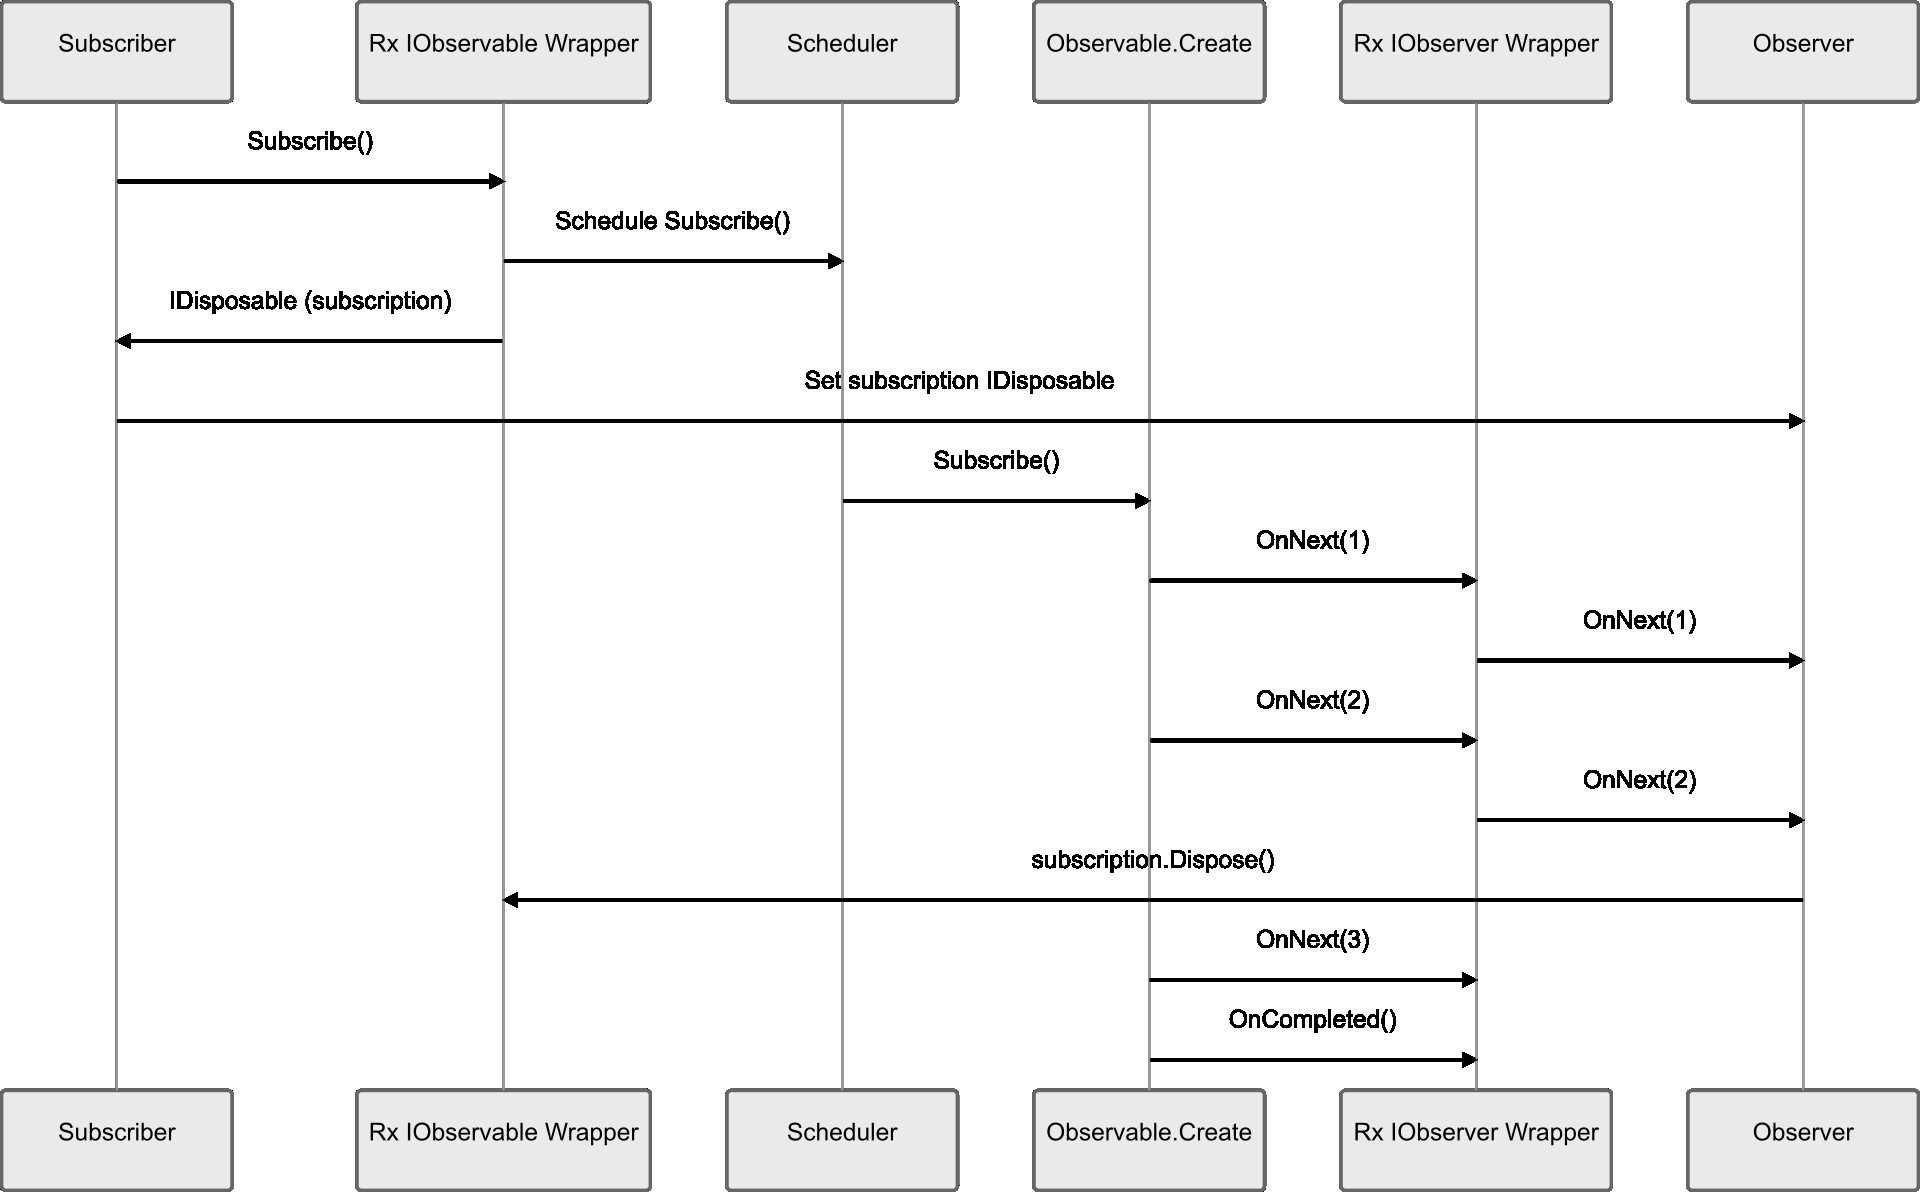 Subscriber
Rx IObservable Wrapper
Scheduler
Observable.Create
Rx IObserver Wrapper
Observer
Subscribe()
Schedule Subscribe()
IDisposable (subscription)
Set subscription IDisposable
Subscribe()
OnNext(1)
OnNext(1)
OnNext(2)
OnNext(2)
subscription.Dispose()
OnNext(3)
OnCompleted()
Subscriber
Rx IObservable Wrapper
Scheduler
Observable.Create
Rx IObserver Wrapper
Observer